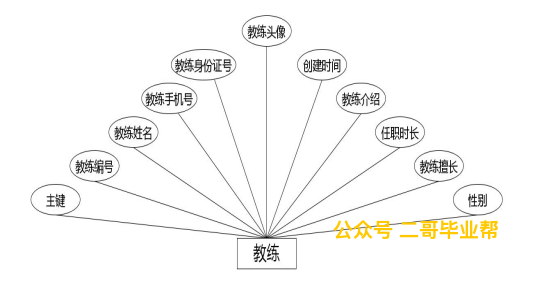 教练头像
教练身份证号
创建时间
教练手机号
教练介绍
教练姓名
任职时长
教练编号
教练擅长
主键
性别
公众号 二哥毕业帮
教练